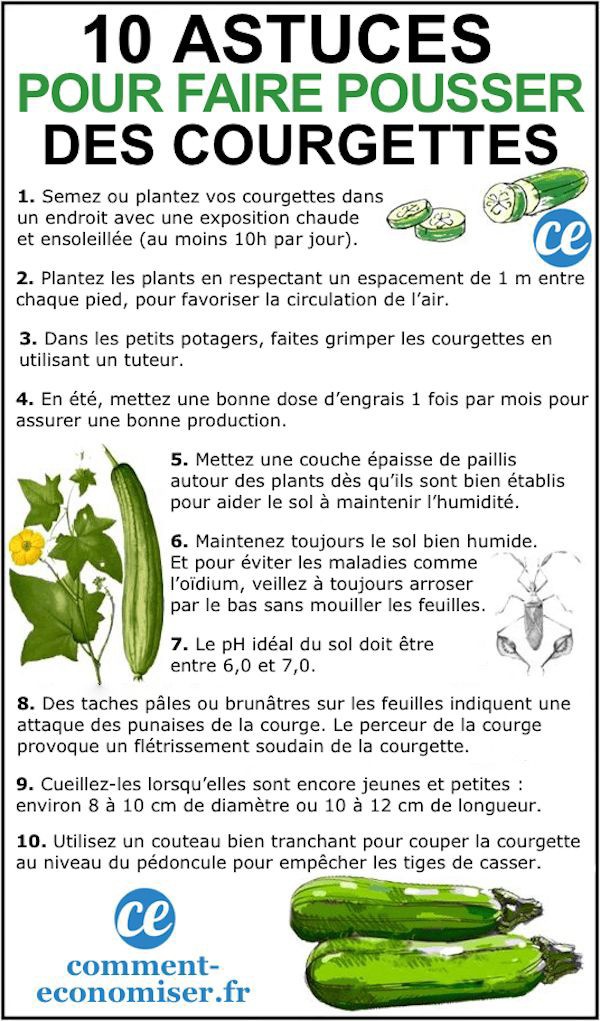 10 ASTUCES
POUR FAIRE POUSSER
DES COURGETTES
1. Semez ou plantez vos courgettes dans
un endroit avec une exposition chaude
et ensoleillée (au moins 10h par jour).
ce
2. Plantez les plants en respectant un espacement de 1 m entre
chaque pied, pour favoriser la circulation de l’air.
3. Dans les petits potagers, faites grimper les courgettes en
utilisant un tuteur.
4. En été, mettez une bonne dose d’engrais 1 fois par mois pour
assurer une bonne production.
5. Mettez une couche épaisse de paillis
autour des plants dès qu’ils sont bien établis
pour aider le sol à maintenir l’humidité.
6. Maintenez toujours le sol bien humide.
Et pour éviter les maladies comme
l’oïdium, veillez à toujours arroser
par le bas sans mouiller les feuilles.
7. Le pH idéal du sol doit être
entre 6,0 et 7,0.
8. Des taches pâles ou brunâtres sur les feuilles indiquent une
attaque des punaises de la courge. Le perceur de la courge
provoque un flétrissement soudain de la courgette.
9. Cueillez-les lorsqu’elles sont encore jeunes et petites :
environ 8 à 10 cm de diamètre ou 10 à 12 cm de longueur.
10. Utilisez un couteau bien tranchant pour couper la courgette
au niveau du pédoncule pour empêcher les tiges de casser.
ce
comment-
economiser.fr